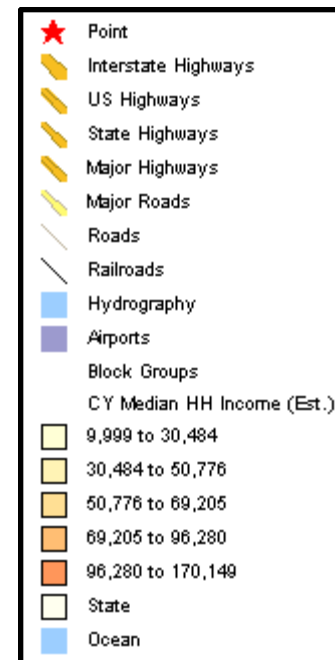 Point
Interstate Highways
US Highways
State Highways
Major Highways
Major Roads
Roads
Railroads
Hydrography
Airports
Block Groups
CY Median HH Income (Est.)
9,999 to 30,484
30,484 to 50,776
50,776 to 69,205
69,205 to 96,280
96,280 to 170,149
State
Ocean